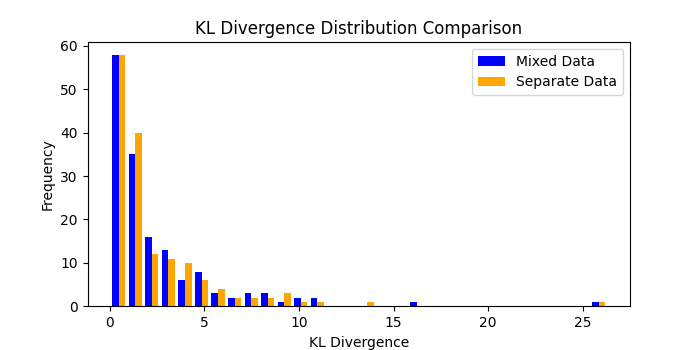 KL Divergence Distribution Comparison
Mixed Data
Separate Data
Frequency
60
50
40
30
20
10
0
0 5 10 15 20 25
KL Divergence